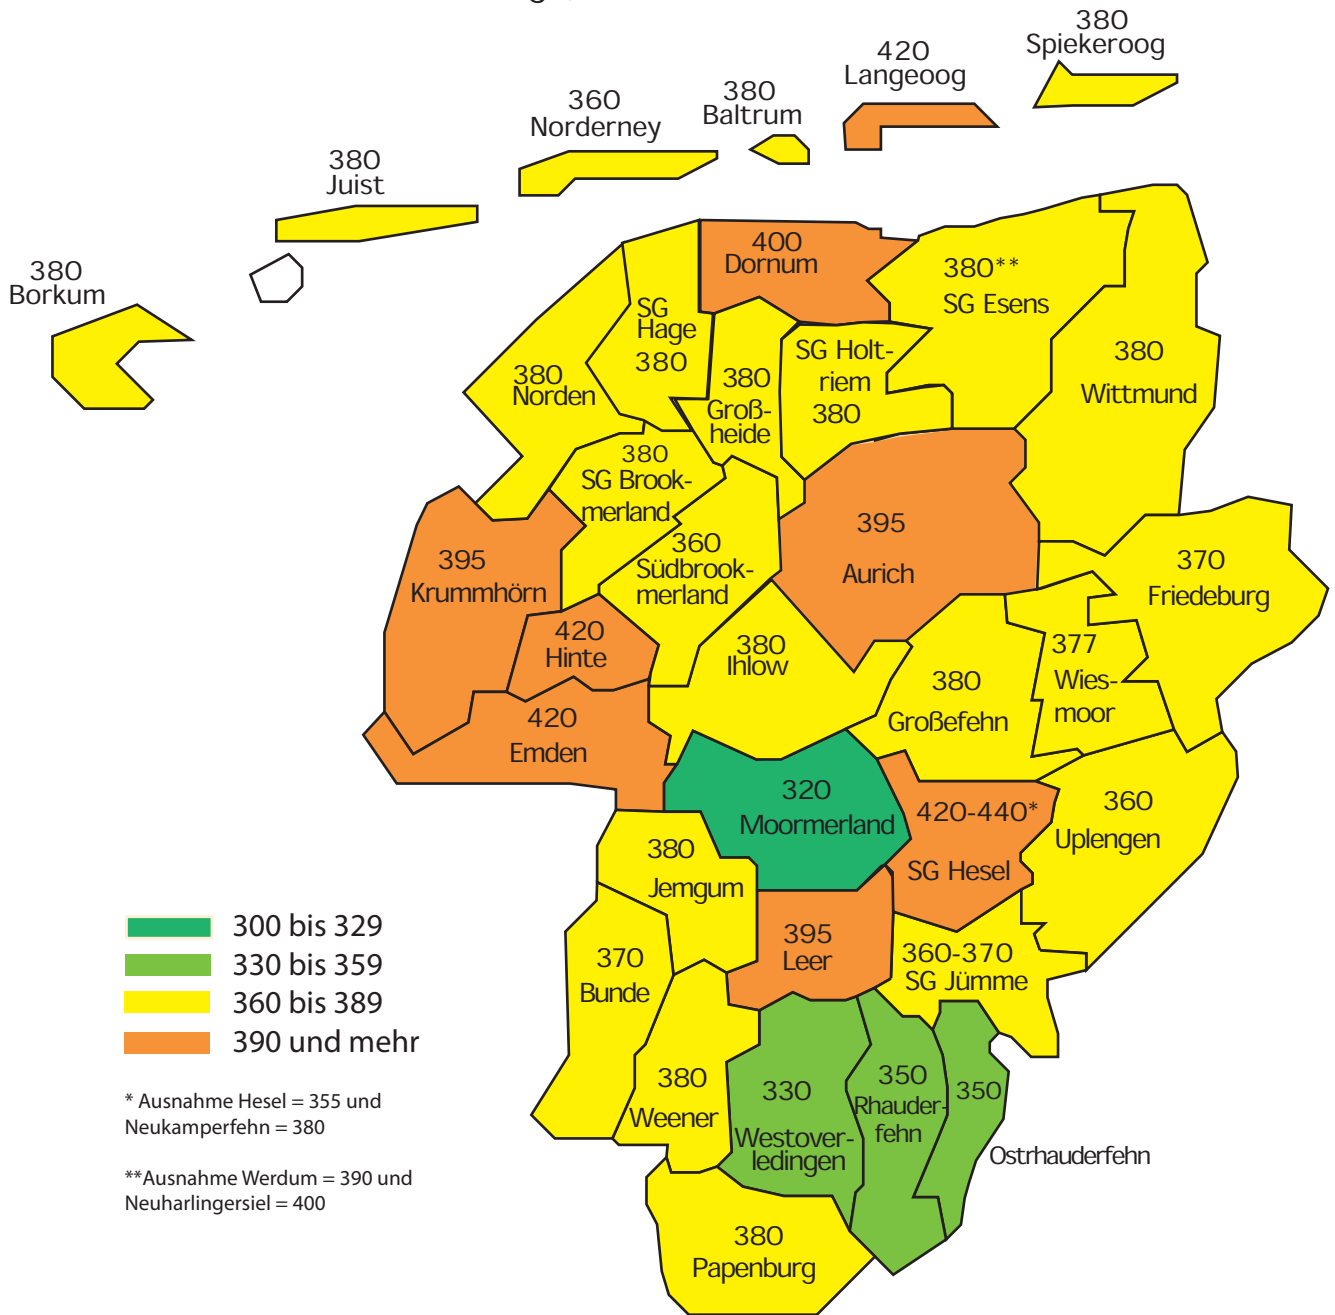 380
Spiekeroog
420
Langeoog
380
Baltrum
360
Norderney
380
Juist
380
Borkum
400
Dornum
380**
SG Esens
SG
Hage
380
380
Norden
380
Groß-
heide
SG Holt-
riem
380
380
Wittmund
380
SG Brook-
merland
360
Südbrook-
merland
395
Aurich
395
Krummhörn
370
Friedeburg
420
Hinte
380
Ihlow
377
Wies-
moor
380
Großefehn
420
Emden
320
Moormerland
420-440*
SG Hesel
360
Uplengen
380
Jemgum
395
Leer
360-370
SG Jümme
370
Bunde
380
Weener
330
Westover-
ledingen
350
Rhauder-
fehn
350
Ostrhauderfehn
380
Papenburg
300 bis 329
330 bis 359
360 bis 389
390 und mehr
* Ausnahme Hesel = 355 und
Neukamperfehn = 380
**Ausnahme Werdum = 390 und
Neuharlingersiel = 400